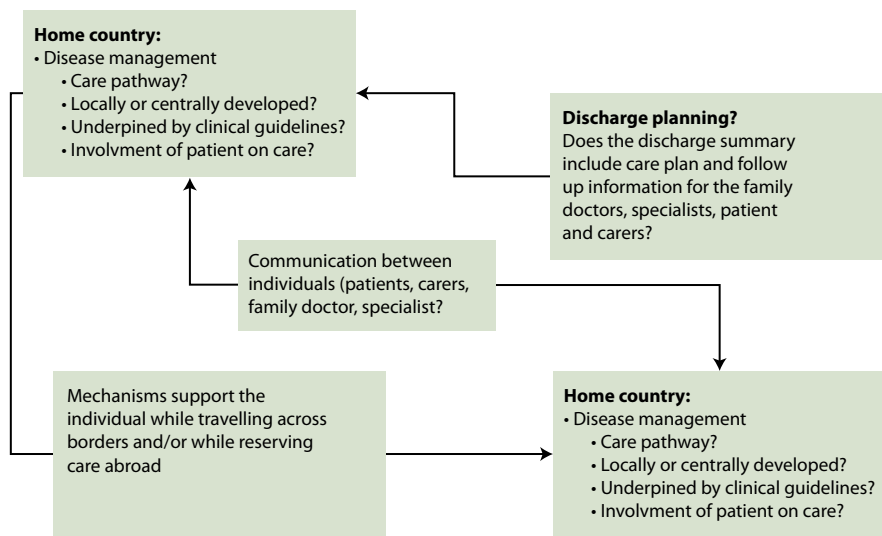 Home country:
• Disease management
• Care pathway?
• Locally or centrally developed?
• Underpined by clinical guidelines?
• Involvment of patient on care?
Discharge planning?
Does the discharge summary
include care plan and follow
up information for the family
doctors, specialists, patient
and carers?
Communication between
individuals (patients, carers,
family doctor, specialist?
Mechanisms support the
individual while travelling across
borders and/or while reserving
care abroad
Home country:
• Disease management
• Care pathway?
• Locally or centrally developed?
• Underpined by clinical guidelines?
• Involvment of patient on care?